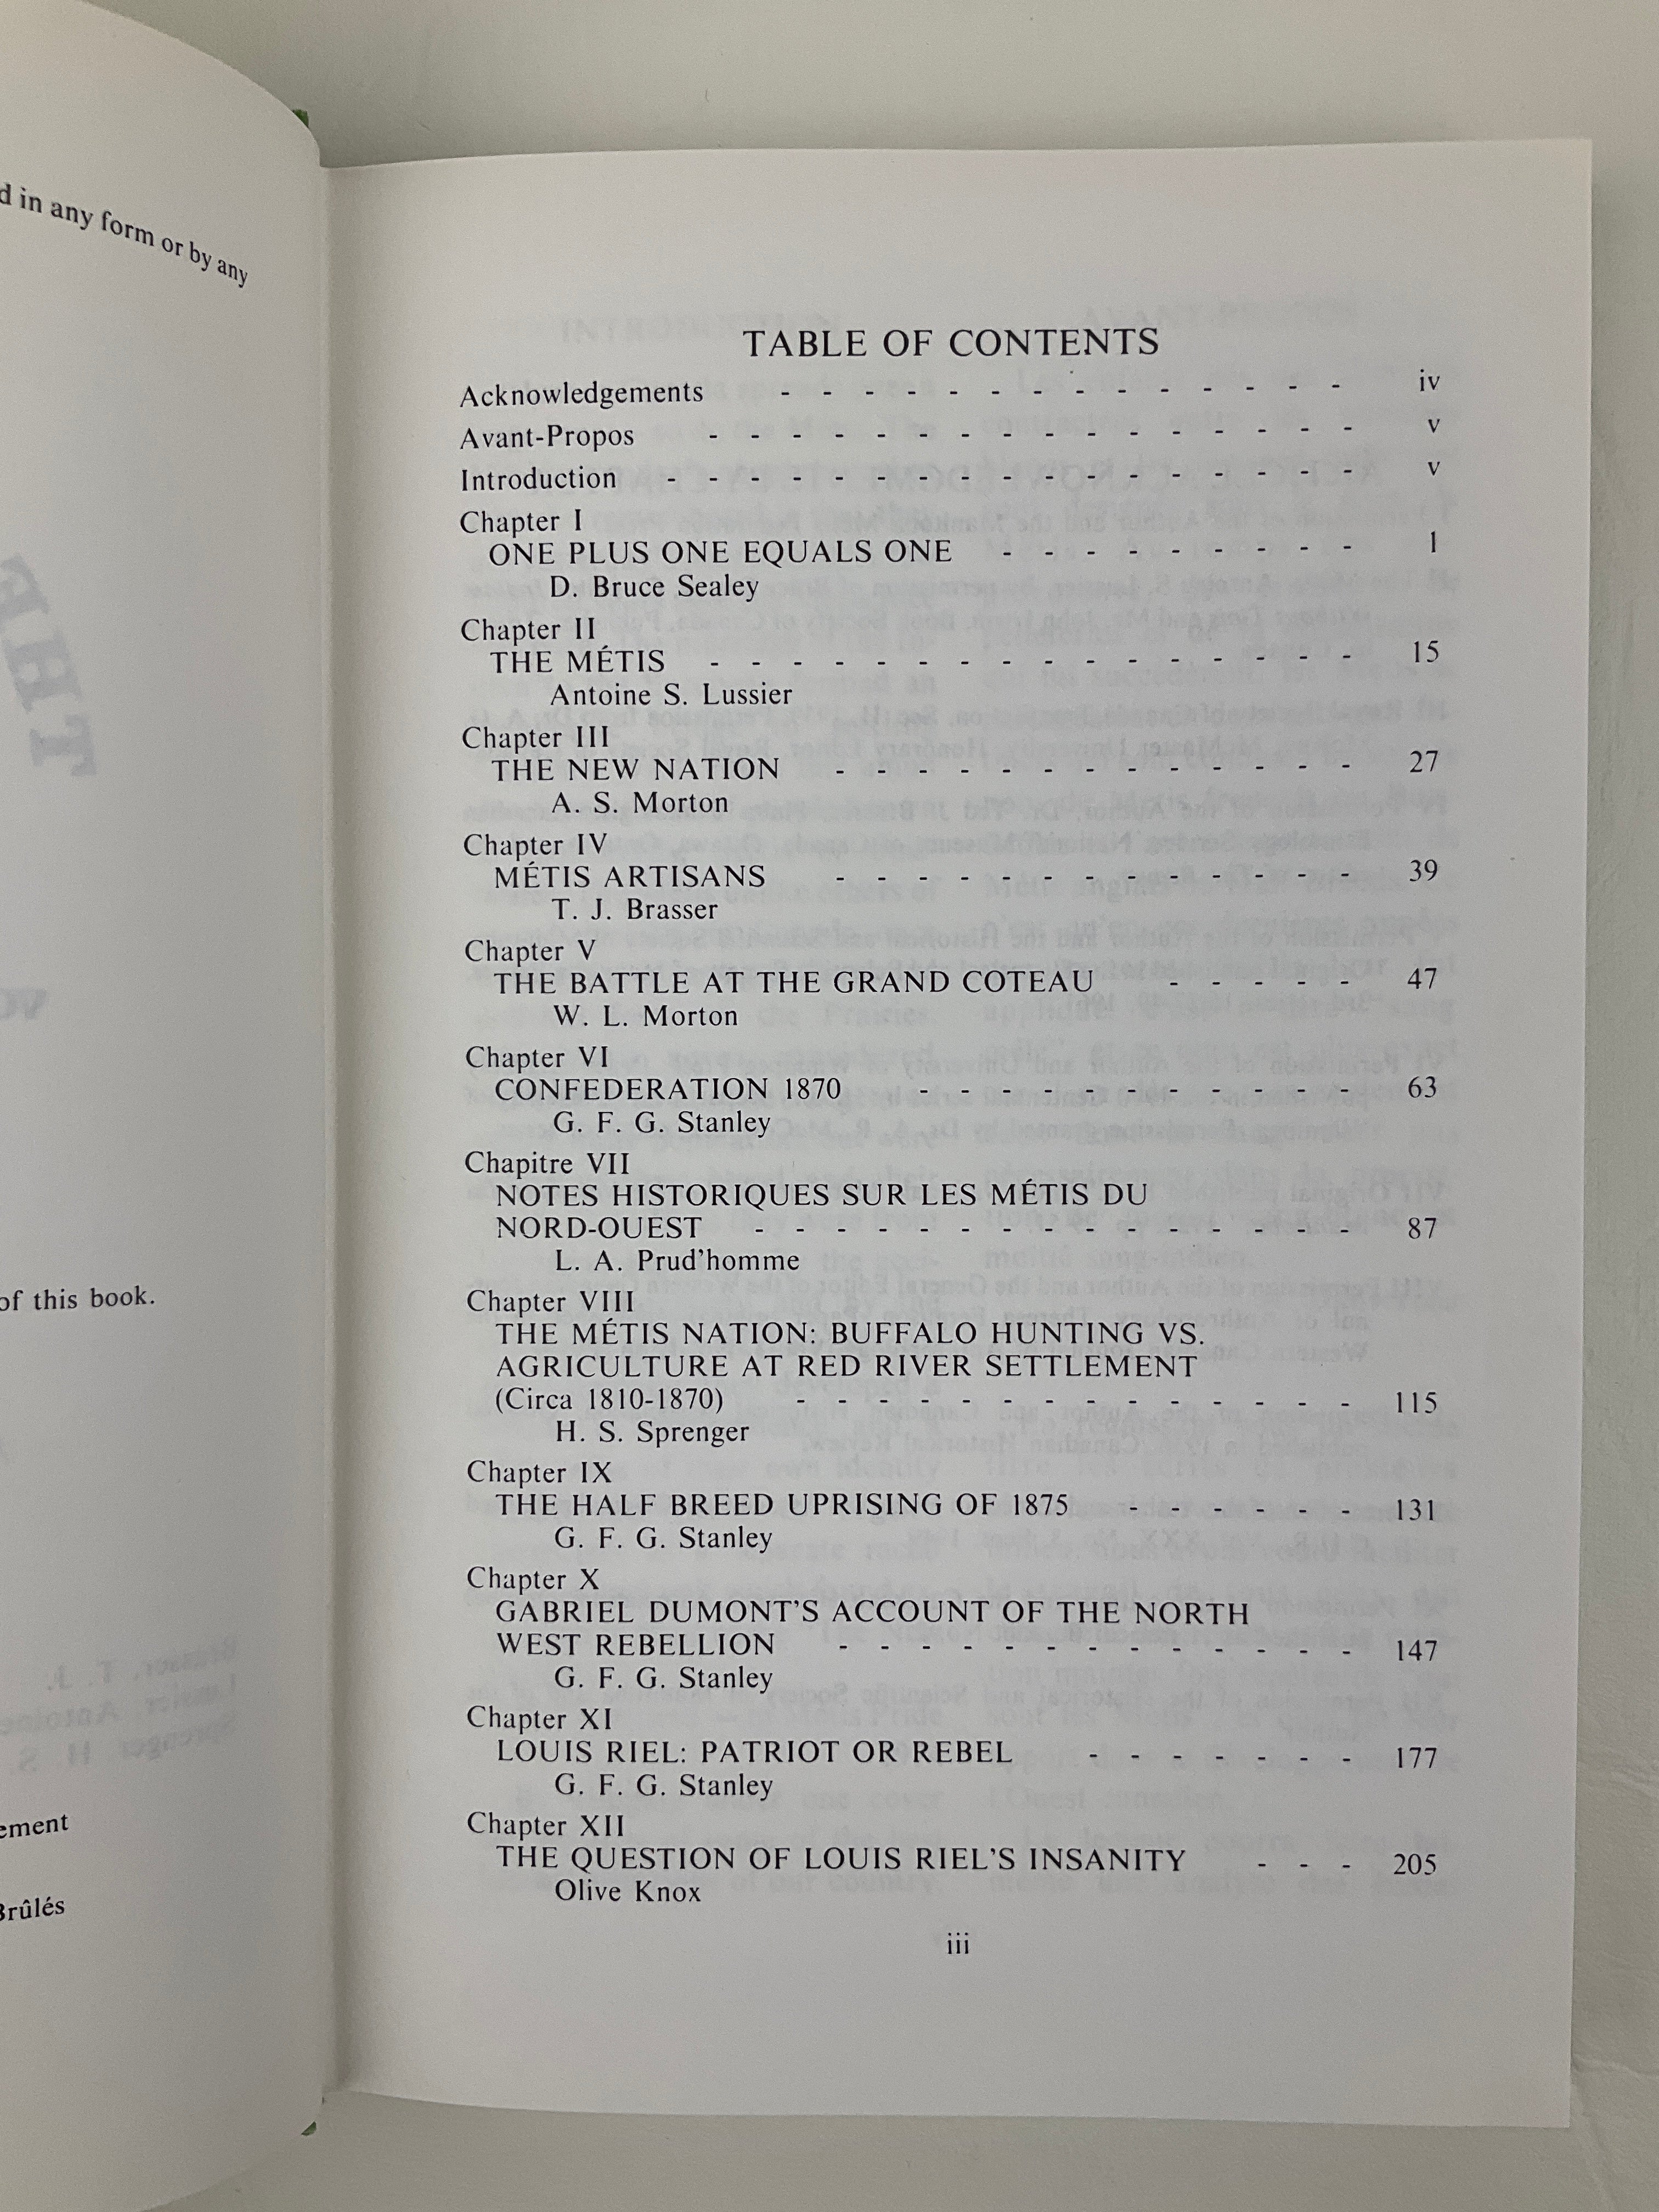 d in any form or by any
of this book.
ement
Brûlés
TABLE OF CONTENTS
Acknowledgements - - - - - - - - - - - - - - iv
Avant-Propos - - - - - - - - - - - - - - - - v
Introduction - - - - - - - - - - - - - - - - - v
Chapter I
ONE PLUS ONE EQUALS ONE - - - - - - - - - 1
D. Bruce Sealey
Chapter II
THE MÉTIS - - - - - - - - - - - - - - - - 15
Antoine S. Lussier
Chapter III
THE NEW NATION - - - - - - - - - - - - - 27
A. S. Morton
Chapter IV
MÉTIS ARTISANS - - - - - - - - - - - - - 39
T. J. Brasser
Chapter V
THE BATTLE AT THE GRAND COTEAU - - - - - 47
W. L. Morton
Chapter VI
CONFEDERATION 1870 - - - - - - - - - - - 63
G. F. G. Stanley
Chapitre VII
NOTES HISTORIQUES SUR LES MÉTIS DU
NORD-OUEST - - - - - - - - - - - - - - - 87
L. A. Prud'homme
Chapter VIII
THE MÉTIS NATION: BUFFALO HUNTING VS.
AGRICULTURE AT RED RIVER SETTLEMENT
(Circa 1810-1870) - - - - - - - - - - - - - - 115
H. S. Sprenger
Chapter IX
THE HALF BREED UPRISING OF 1875 - - - - - - 131
G. F. G. Stanley
Chapter X
GABRIEL DUMONT'S ACCOUNT OF THE NORTH
WEST REBELLION - - - - - - - - - - - - - 147
G. F. G. Stanley
Chapter XI
LOUIS RIEL: PATRIOT OR REBEL - - - - - - - 177
G. F. G. Stanley
Chapter XII
THE QUESTION OF LOUIS RIEL'S INSANITY - - - 205
Olive Knox
iii